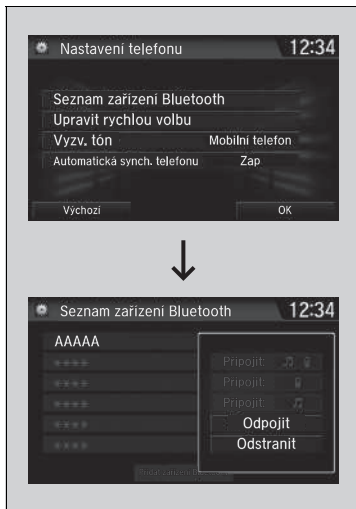 Nastavení telefonu 12:34
Seznam zařízení Bluetooth
Upravit rychlou volbu
Vyzv. tón Mobilní telefon
Automatická synch. telefonu Zap
Výchozí OK
Seznam zařízení Bluetooth 12:34
AAAAA
Připojit:
Připojit:
Připojit:
Odpojit
Odstranit